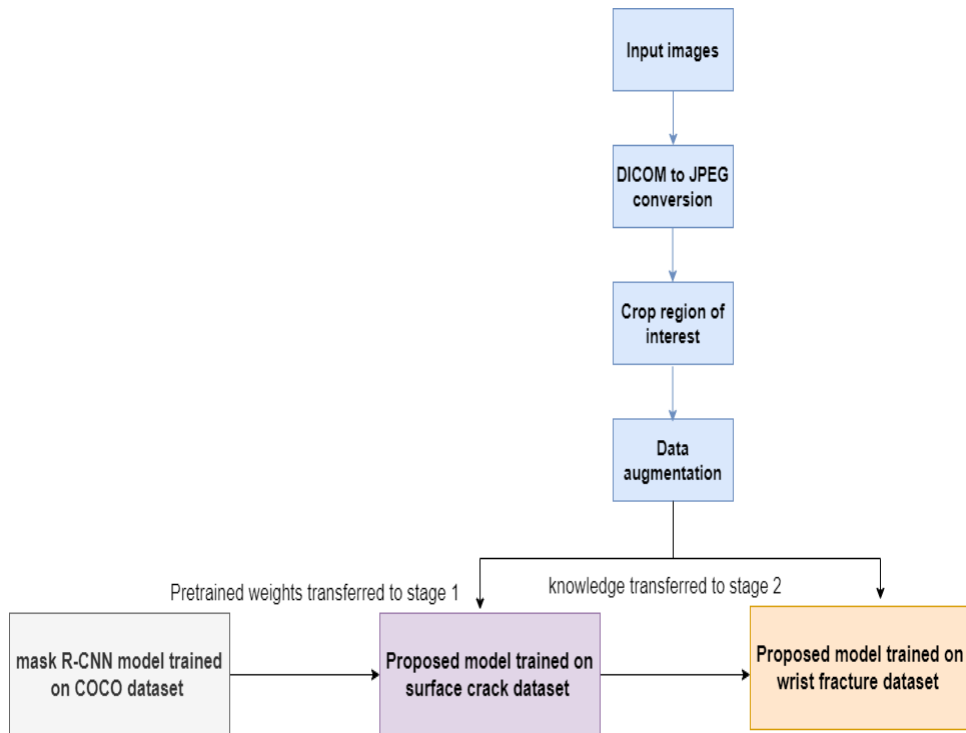 Input images
DICOM to JPEG
conversion
Crop region of
interest
Data
augmentation
Pretrained weights transferred to stage 1
knowledge transferred to stage 2
mask R-CNN model trained
on COCO dataset
Proposed model trained on
surface crack dataset
Proposed model trained on
wrist fracture dataset